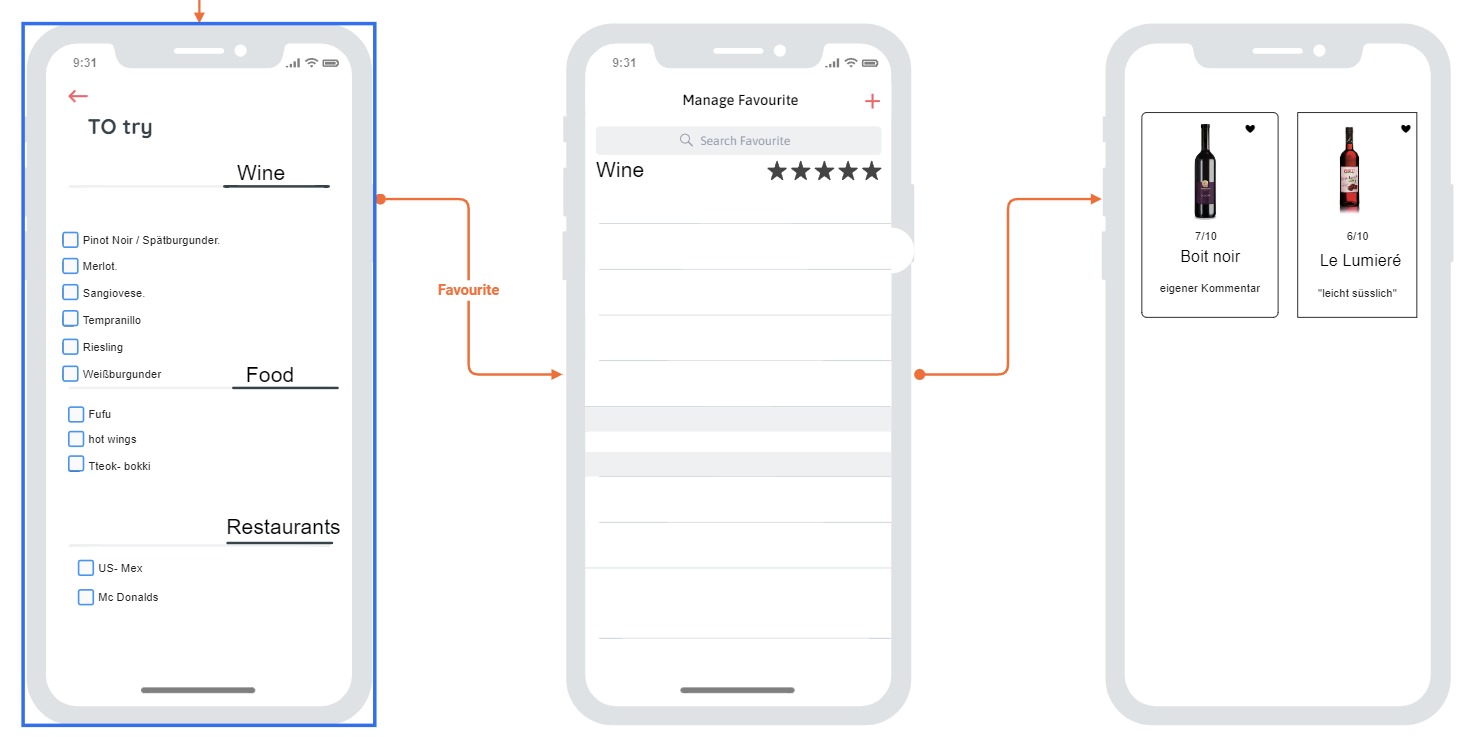 9:31
TO try
Wine
Pinot Noir / Spätburgunder.
Merlot.
Sangiovese.
Tempranillo
Riesling
Weißburgunder
Food
Fufu
hot wings
Tteok- bokki
Restaurants
US- Mex
Mc Donalds
Favourite
9:31
Manage Favourite
Search Favourite
Wine
7/10
Boit noir
eigener Kommentar
6/10
Le Lumieré
"leicht süsslich"